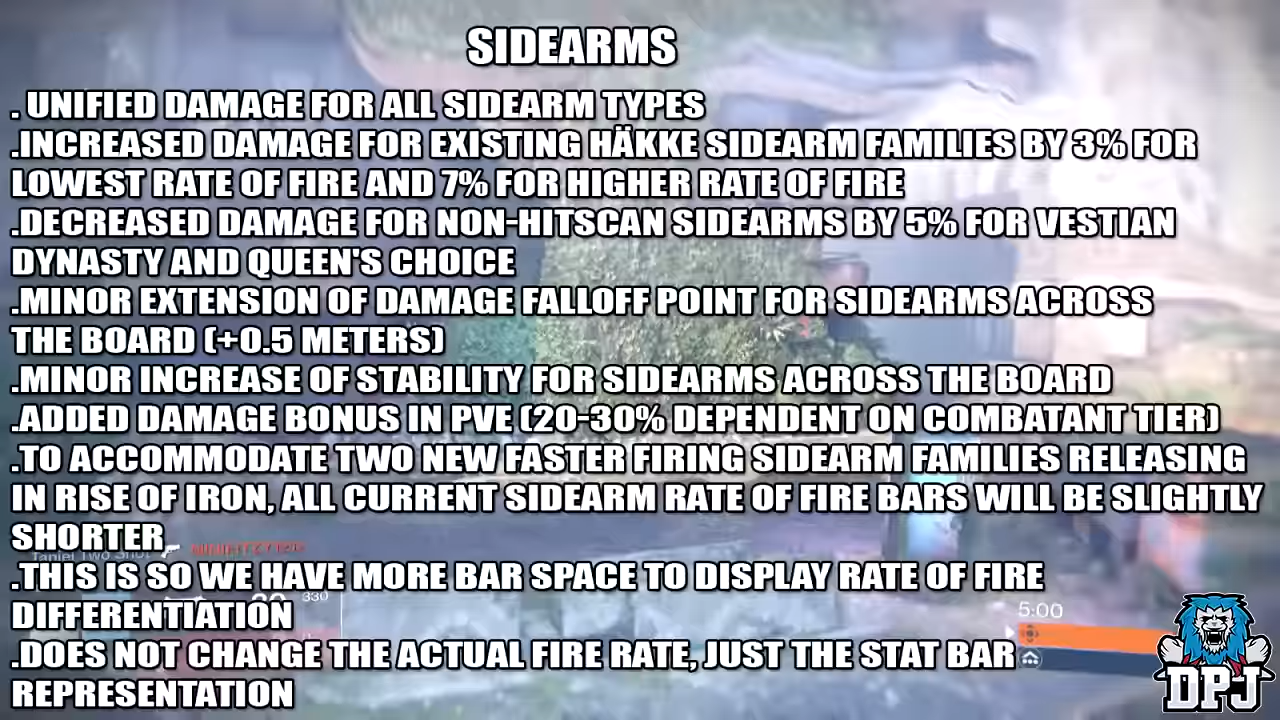 SIDEARMS
. UNIFIED DAMAGE FOR ALL SIDEARM TYPES
.INCREASED DAMAGE FOR EXISTING HÄKKE SIDEARM FAMILIES BY 3% FOR
LOWEST RATE OF FIRE AND 7% FOR HIGHER RATE OF FIRE
.DECREASED DAMAGE FOR NON-HITSCAN SIDEARMS BY 5% FOR VESTIAN
DYNASTY AND QUEEN'S CHOICE
.MINOR EXTENSION OF DAMAGE FALLOFF POINT FOR SIDEARMS ACROSS
THE BOARD (+0.5 METERS)
.MINOR INCREASE OF STABILITY FOR SIDEARMS ACROSS THE BOARD
.ADDED DAMAGE BONUS IN PVE (20-30% DEPENDENT ON COMBATANT TIER)
.TO ACCOMMODATE TWO NEW FASTER FIRING SIDEARM FAMILIES RELEASING
IN RISE OF IRON, ALL CURRENT SIDEARM RATE OF FIRE BARS WILL BE SLIGHTLY
SHORTER
Taniel Two Shot
.THIS IS SO WE HAVE MORE BAR SPACE TO DISPLAY RATE OF FIRE
DIFFERENTIATION
330
5:00
.DOES NOT CHANGE THE ACTUAL FIRE RATE, JUST THE STAT BAR
REPRESENTATION
DPJ